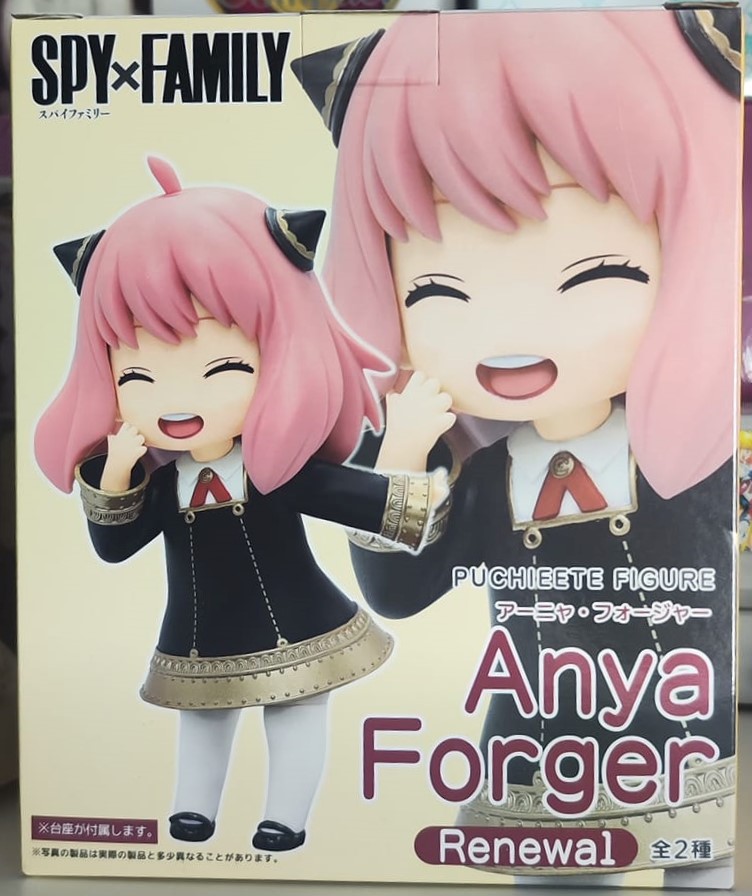 SPY×FAMILY
スパイファミリー
PUCHIEETE FIGURE
アーニャ・フォージャー
Anya
Forger
Renewal 全2種
※台座が付属します。
※写真の製品は実際の製品と多少異なることがあります。